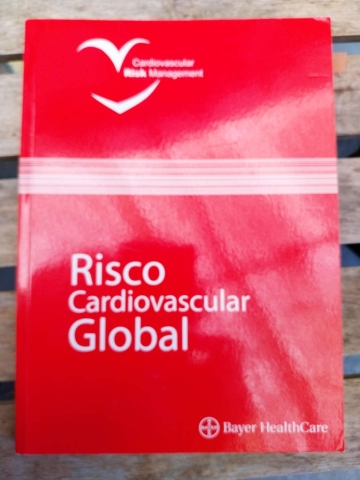 Cardiovascular
Risk Management
Risco
Cardiovascular
Global
Bayer HealthCare